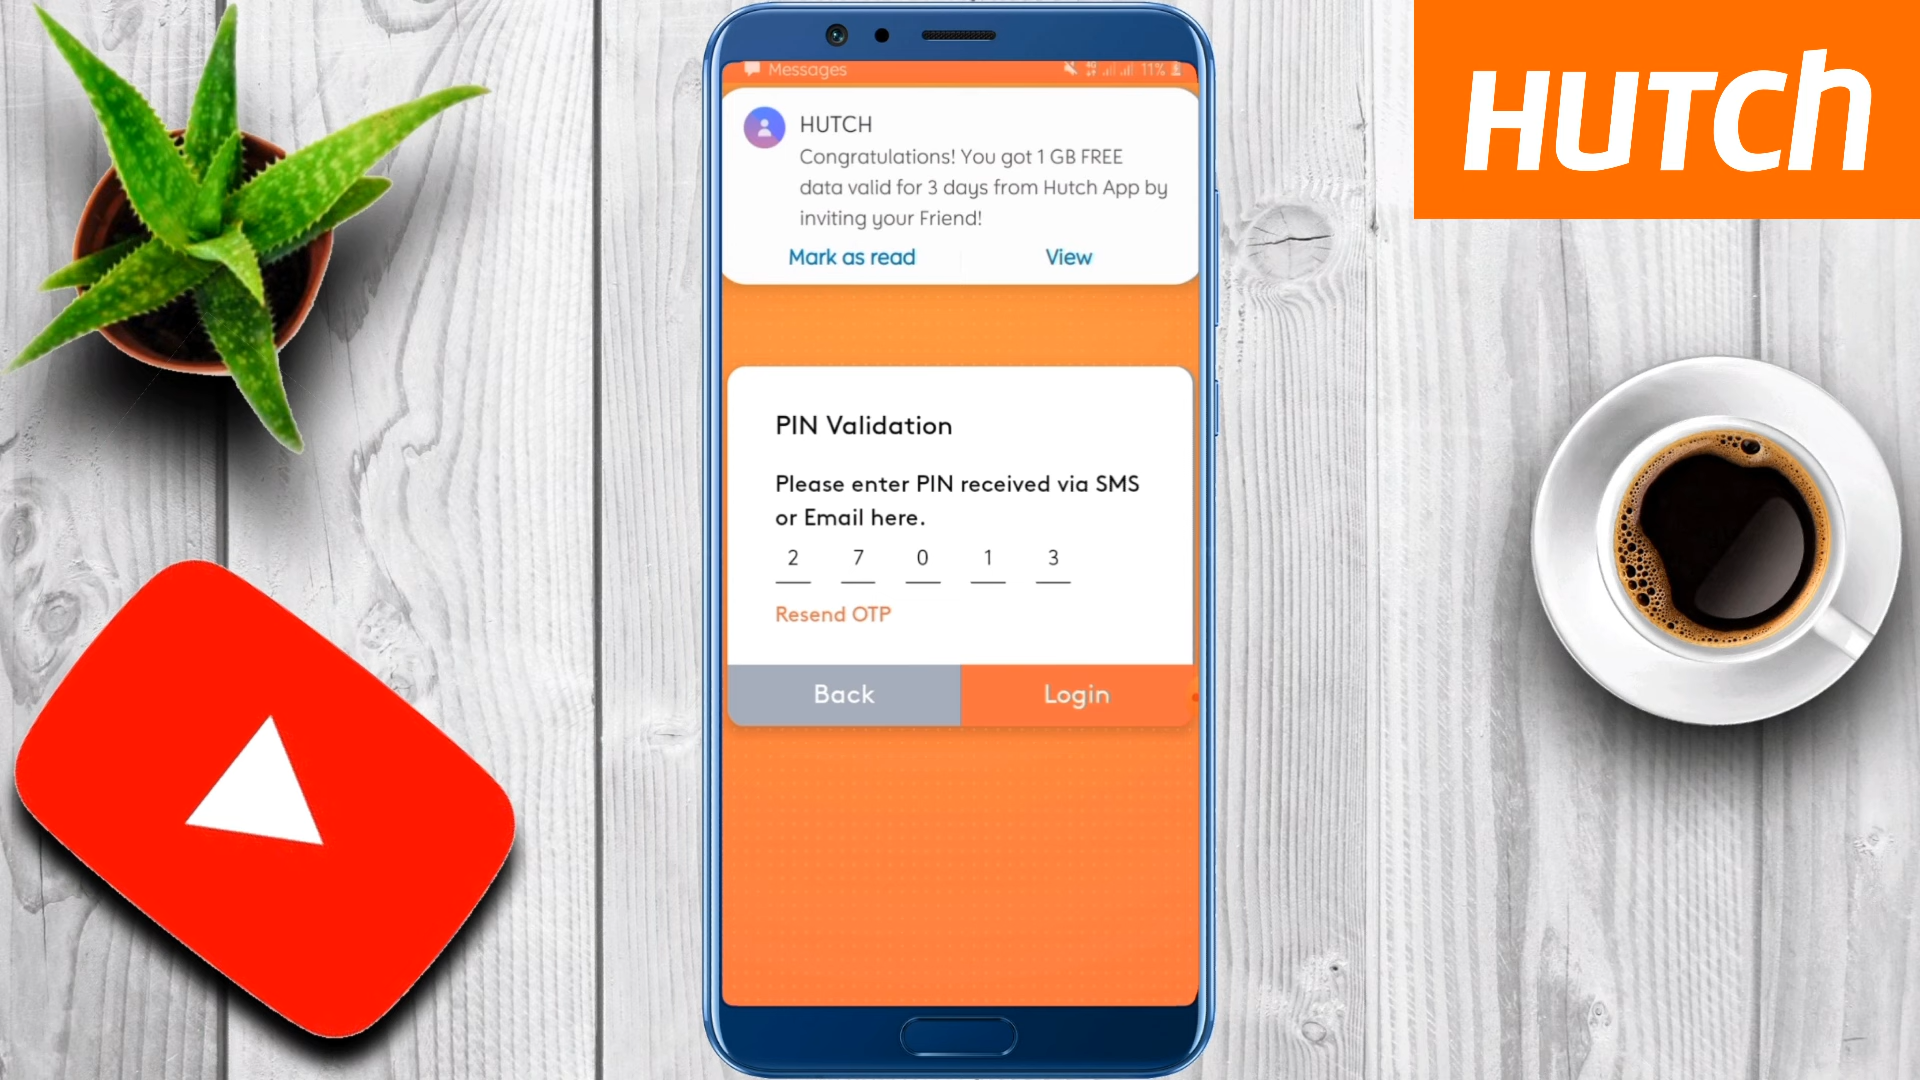 HUTCh
Messages
11%
HUTCH
Congratulations! You got 1 GB FREE
data valid for 3 days from Hutch App by
inviting your Friend!
Mark as read View
PIN Validation
Please enter PIN received via SMS
or Email here.
2 7 0 1 3
Resend OTP
Back Login